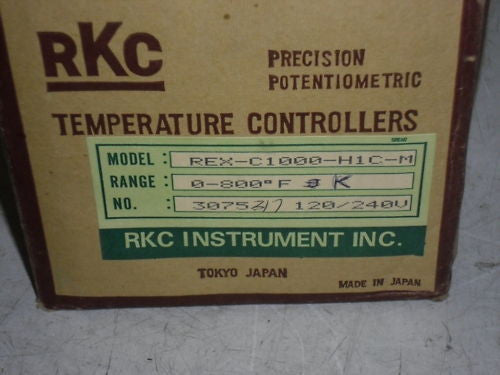 RKC
PRECISION
POTENTIOMETRIC
TEMPERATURE CONTROLLERS
MODEL : REX-C1000-H1C-M
RANGE : 0-800°F K
NO. : 3075 120/240V
RKC INSTRUMENT INC.
TOKYO JAPAN
MADE IN JAPAN